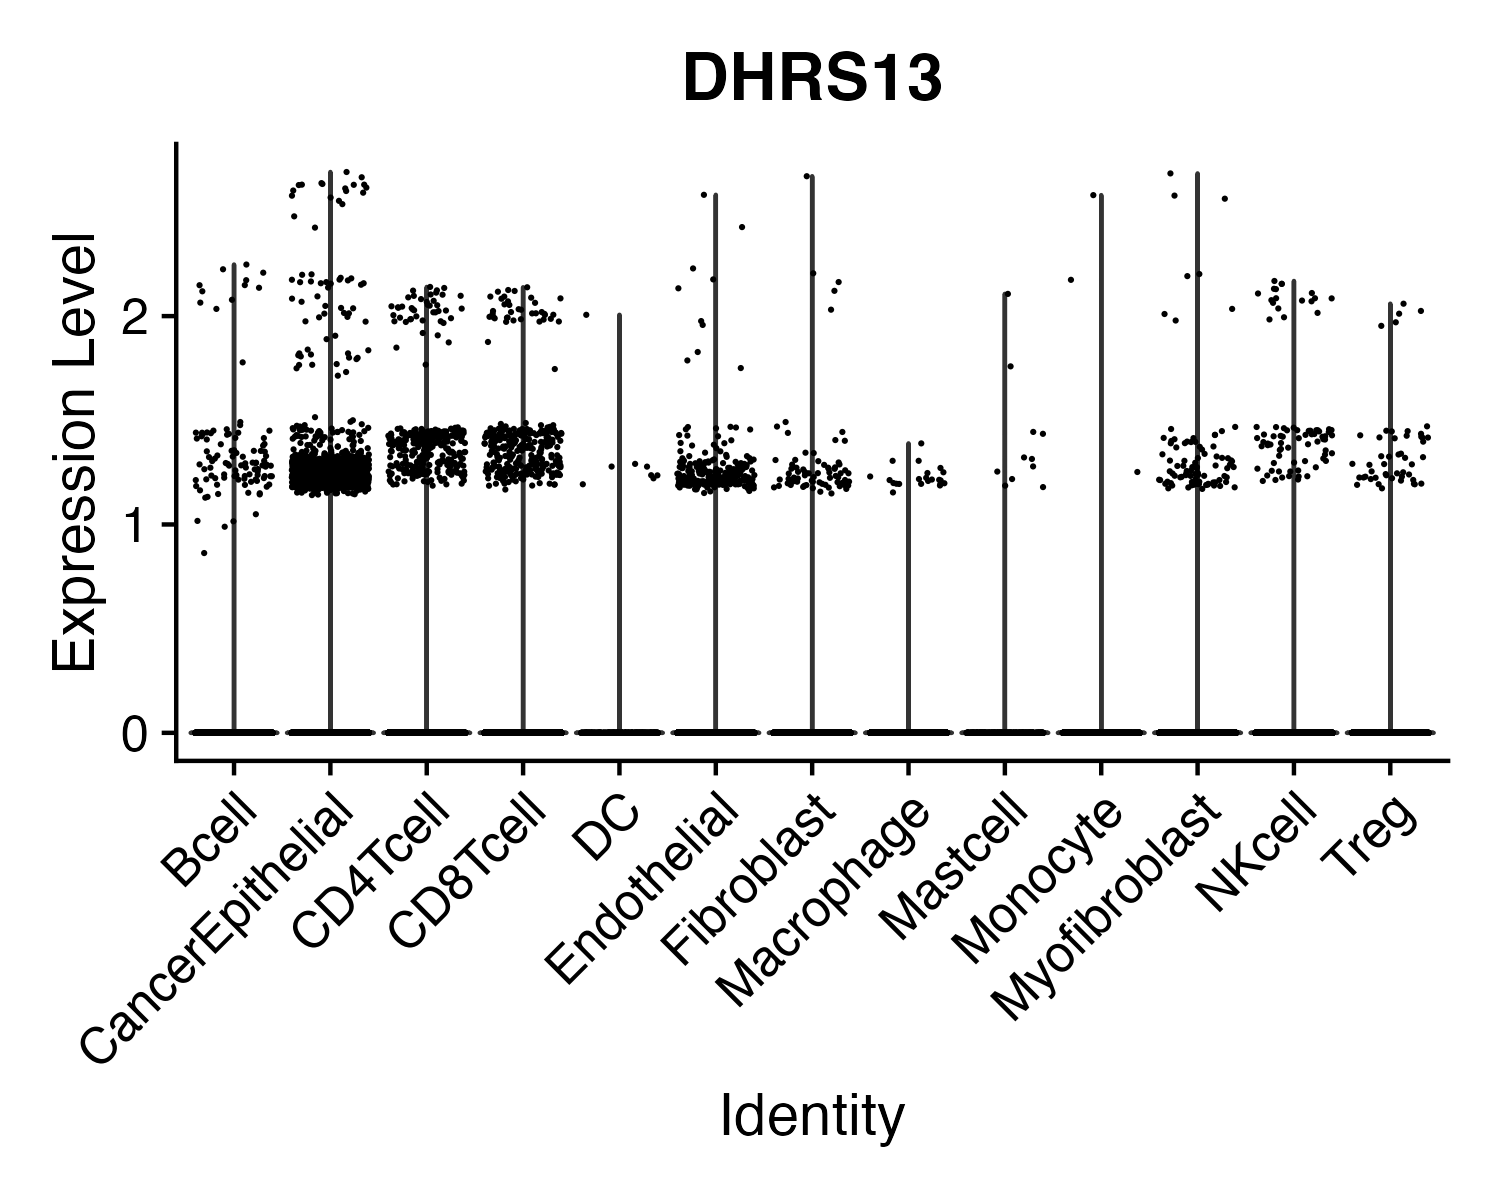 DHRS13
Expression Level
2
1
0
Bcell
CancerEpithelial
CD4Tcell
CD8Tcell
DC
Endothelial
Fibroblast
Macrophage
Mastcell
Monocyte
Myofibroblast
NKcell
Treg
Identity